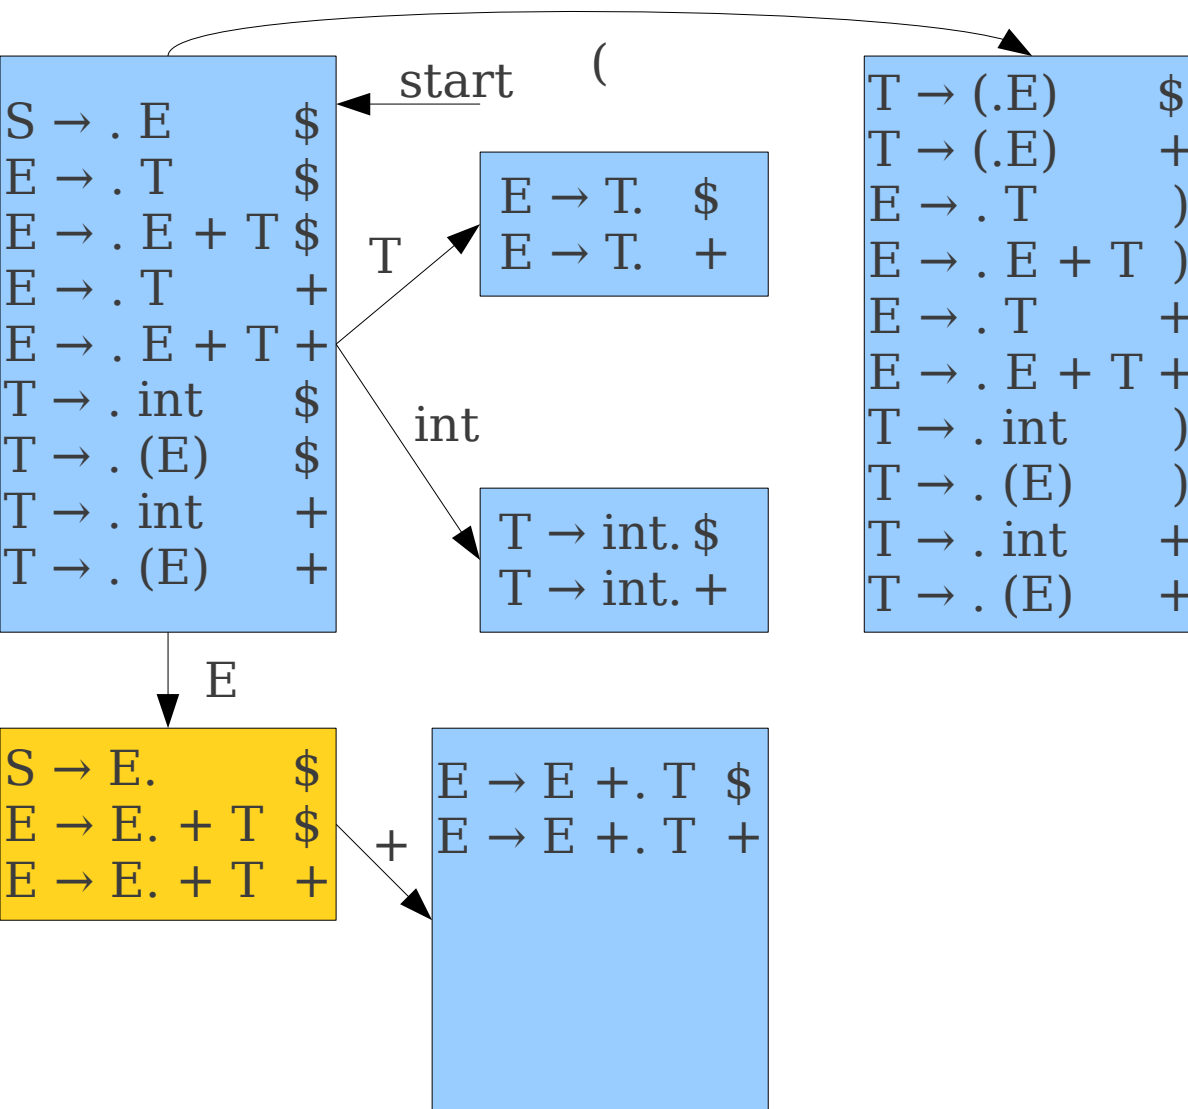 start
(
S → . E $
E → . T $
E → . E + T $
E → . T +
E → . E + T +
T → . int $
T → . (E) $
T → . int +
T → . (E) +
T
E → T. $
E → T. +
int
T → int. $
T → int. +
T → (.E) $
T → (.E) +
E → . T )
E → . E + T )
E → . T +
E → . E + T +
T → . int )
T → . (E) )
T → . int +
T → . (E) +
E
S → E. $
E → E. + T $
E → E. + T +
+
E → E +. T $
E → E +. T +